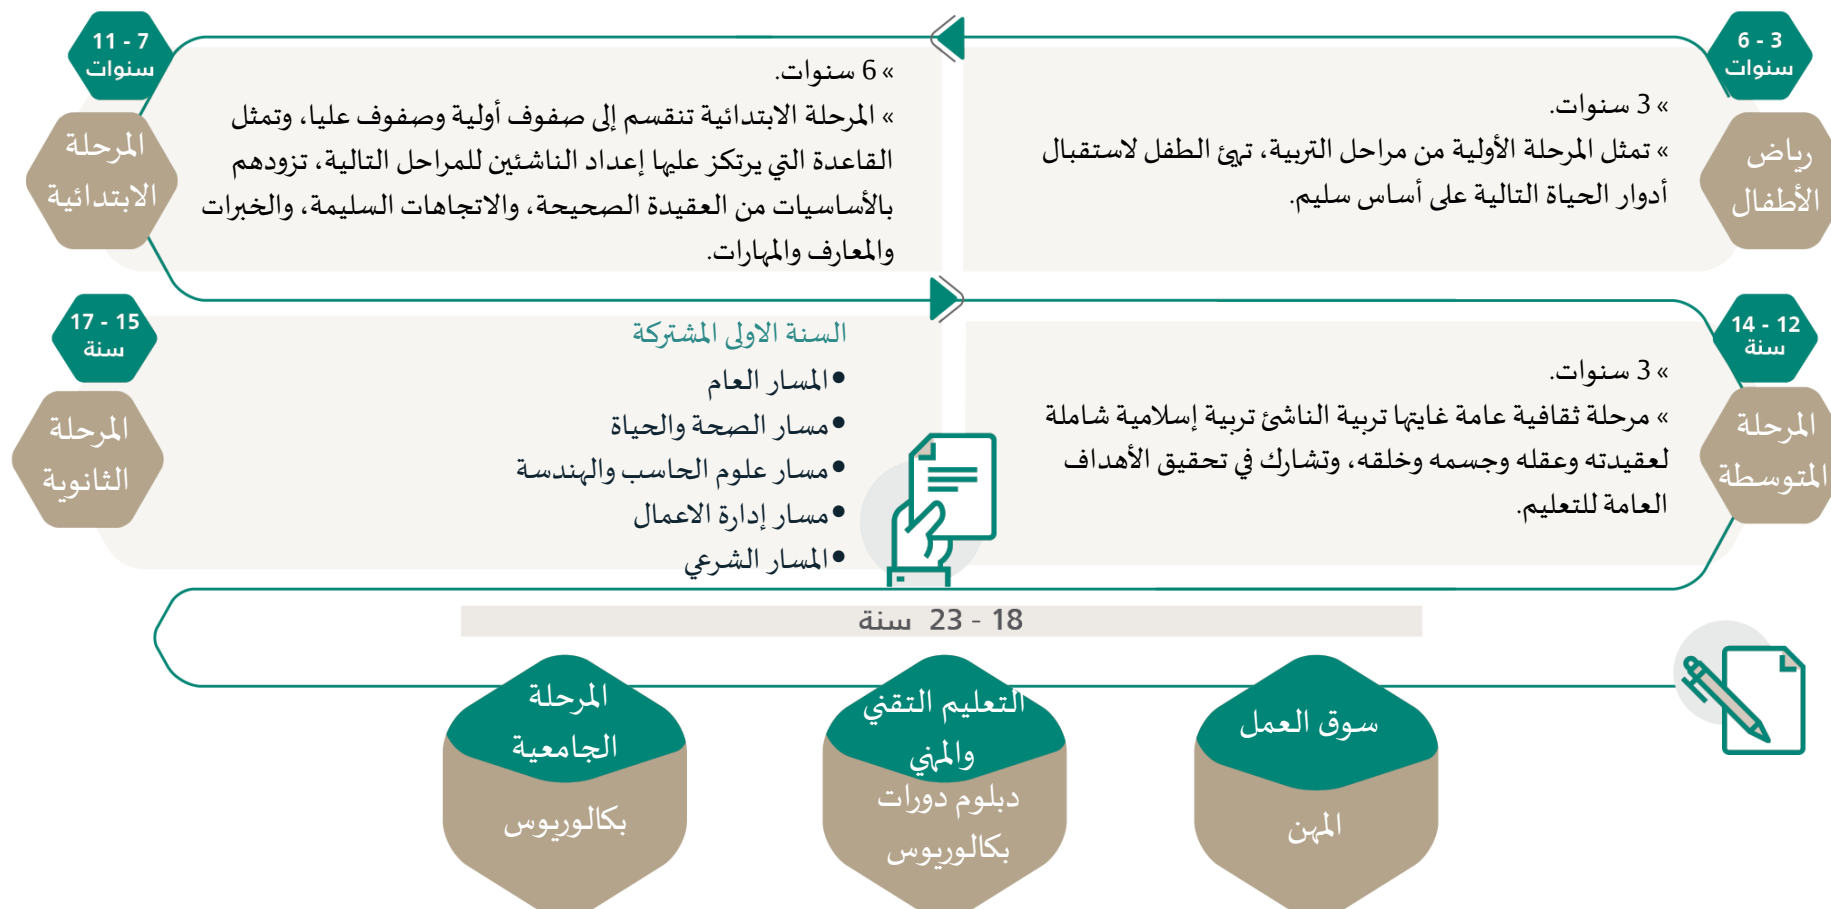 3 - 6
سنوات
رياض
الأطفال
» 3 سنوات.
» تمثل المرحلة الأولية من مراحل التربية، تهئ الطفل لاستقبال
أدوار الحياة التالية على أساس سليم.
7 - 11
سنوات
المرحلة
الابتدائية
» 6 سنوات.
» المرحلة الابتدائية تنقسم إلى صفوف أولية وصفوف عليا، وتمثل
القاعدة التي يرتكز عليها إعداد الناشئين للمراحل التالية، تزودهم
بالأساسيات من العقيدة الصحيحة، والاتجاهات السليمة، والخبرات
والمعارف والمهارات.
12 - 14
سنة
المرحلة
المتوسطة
» 3 سنوات.
» مرحلة ثقافية عامة غايتها تربية الناشئ تربية إسلامية شاملة
لعقيدته وعقله وجسمه وخلقه، وتشارك في تحقيق الأهداف
العامة للتعليم.
15 - 17
سنة
المرحلة
الثانوية
السنة الاولى المشتركة
•المسار العام
•مسار الصحة والحياة
•مسار علوم الحاسب والهندسة
•مسار إدارة الاعمال
•المسار الشرعي
18 - 23 سنة
سوق العمل
المهن
التعليم التقني
والمهني
دبلوم دورات
بكالوريوس
المرحلة
الجامعية
بكالوريوس